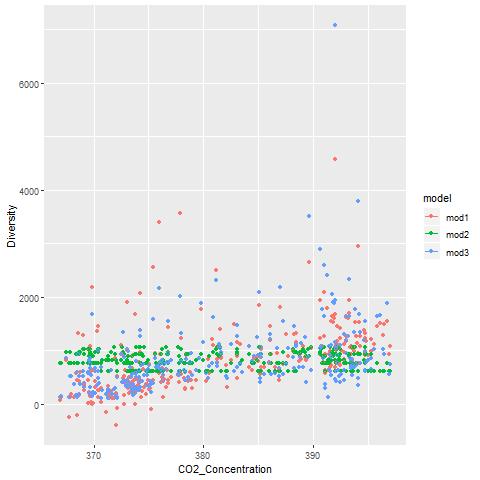 6000
4000
2000
0
Diversity
370
380
390
CO2_Concentration
model
mod1
mod2
mod3